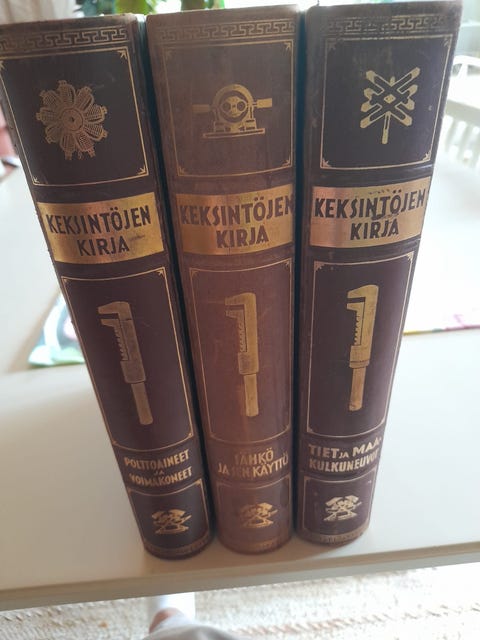 KEKSINTÖJEN
KIRJA
POLTTOAINEET
JA
VOIMAKONEET
KEKSINTÖJEN
KIRJA
SÄHKÖ
JA SEN KÄYTTÖ
KEKSINTÖJEN
KIRJA
TIET JA MAA-
KULKUNEUVOT